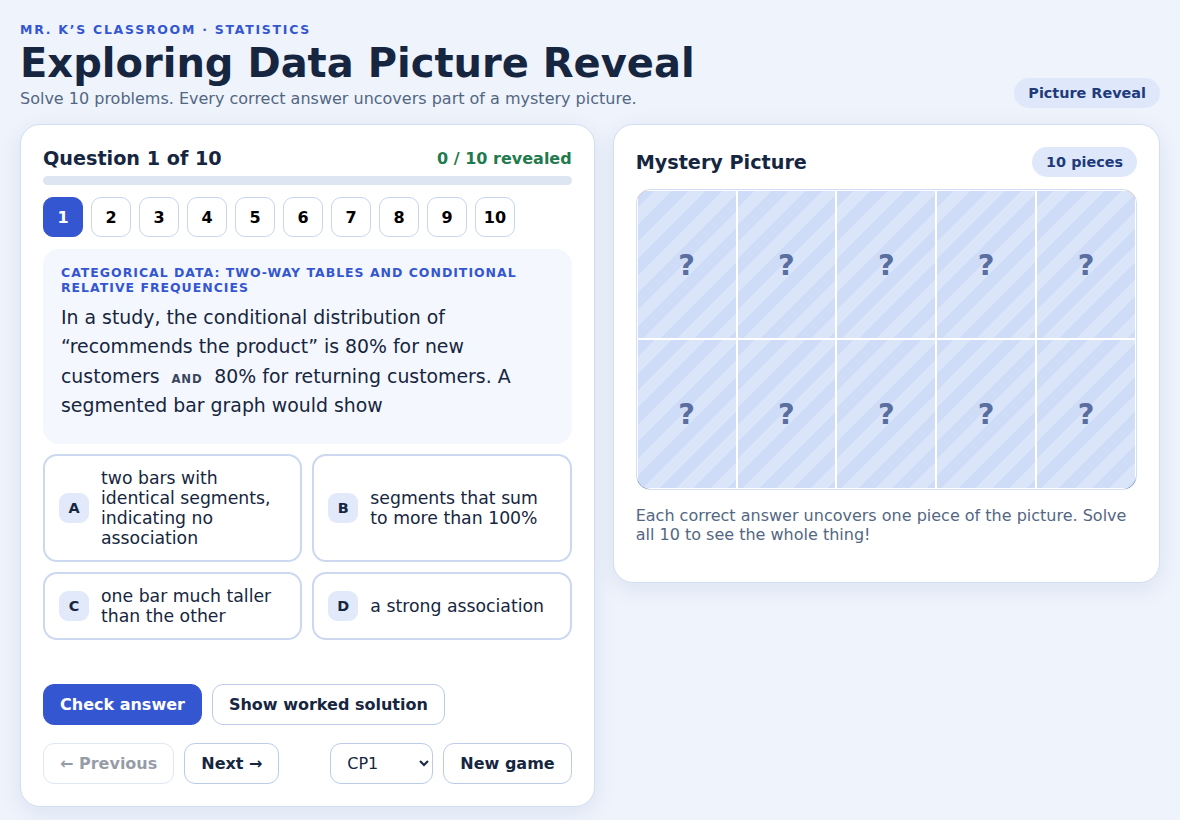 MR. K’S CLASSROOM · STATISTICS
Exploring Data Picture Reveal
Solve 10 problems. Every correct answer uncovers part of a mystery picture.
Picture Reveal
Question 1 of 10
0 / 10 revealed
1 2 3 4 5 6 7 8 9 10
CATEGORICAL DATA: TWO-WAY TABLES AND CONDITIONAL
RELATIVE FREQUENCIES
In a study, the conditional distribution of
“recommends the product” is 80% for new
customers AND 80% for returning customers. A
segmented bar graph would show
A
two bars with
identical segments,
indicating no
association
B
segments that sum
to more than 100%
C
one bar much taller
than the other
D
a strong association
Check answer
Show worked solution
← Previous
Next →
CP1
New game
Mystery Picture
10 pieces
? ? ? ? ?
? ? ? ? ?
Each correct answer uncovers one piece of the picture. Solve
all 10 to see the whole thing!